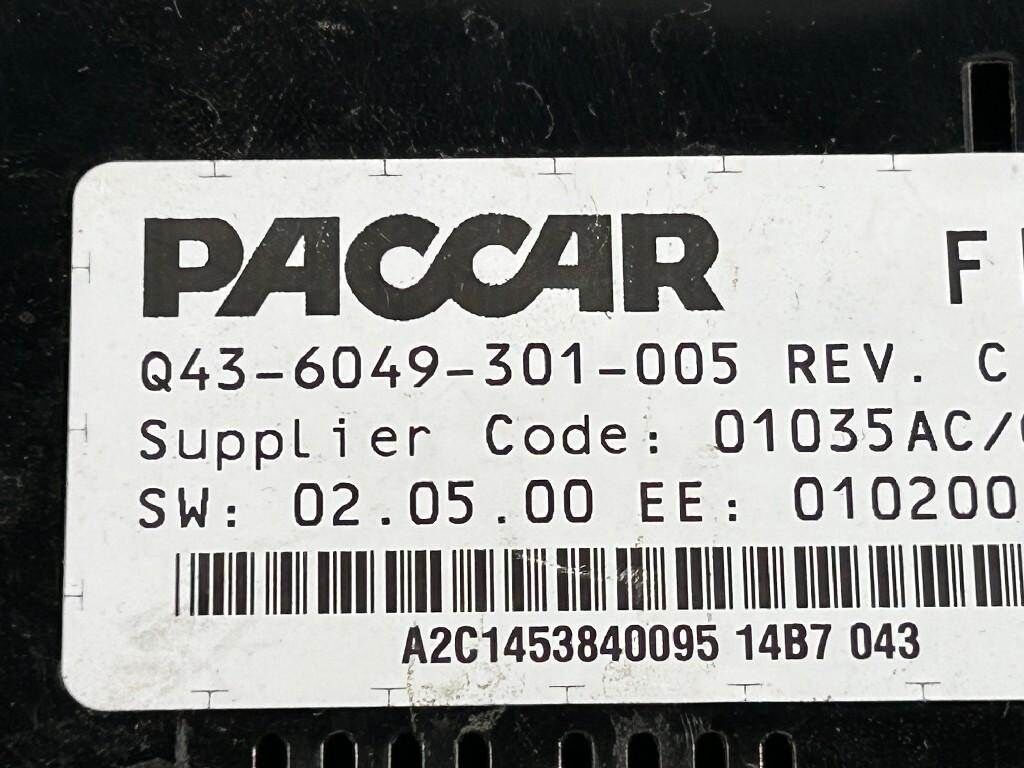 PACCAR F
Q43-6049-301-005 REV. C
Supplier Code: 01035AC/
SW: 02.05.00 EE: 010200
A2C1453840095 14B7 043